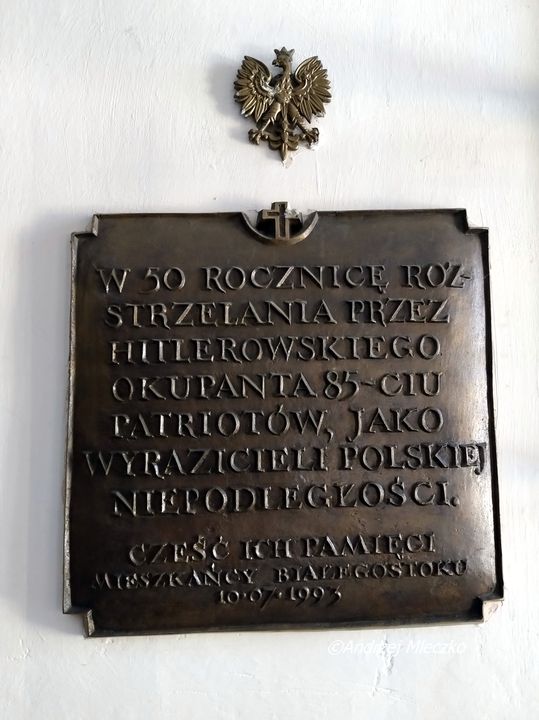 W 50 ROCZNICĘ ROZ-
STRZELANIA PRZEZ
HITLEROWSKIEGO
OKUPANTA 85-CIU
PATRIOTÓW, JAKO
WYRAZICIELI POLSKIEJ
NIEPODLEGŁOŚCI.
CZEŚĆ ICH PAMIĘCI
MIESZKAŃCY BIAŁEGOSTOKU
10·07·1993
©Andrzej Mleczko